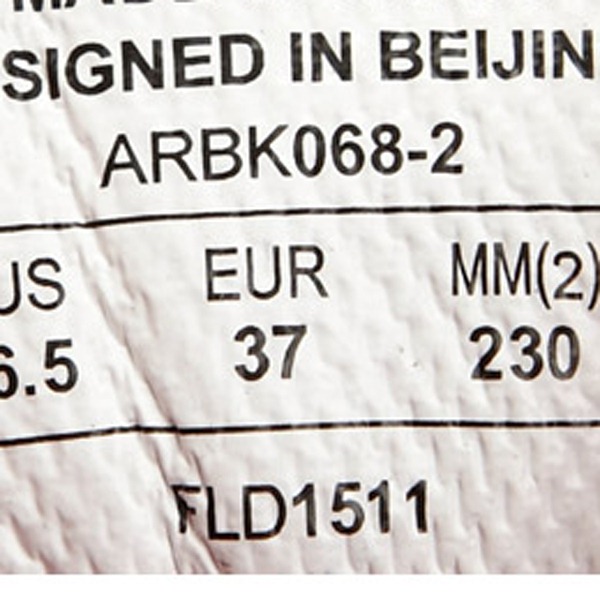 SIGNED IN BEIJIN
ARBK068-2
US EUR MM(2)
6.5 37 230
FLD1511